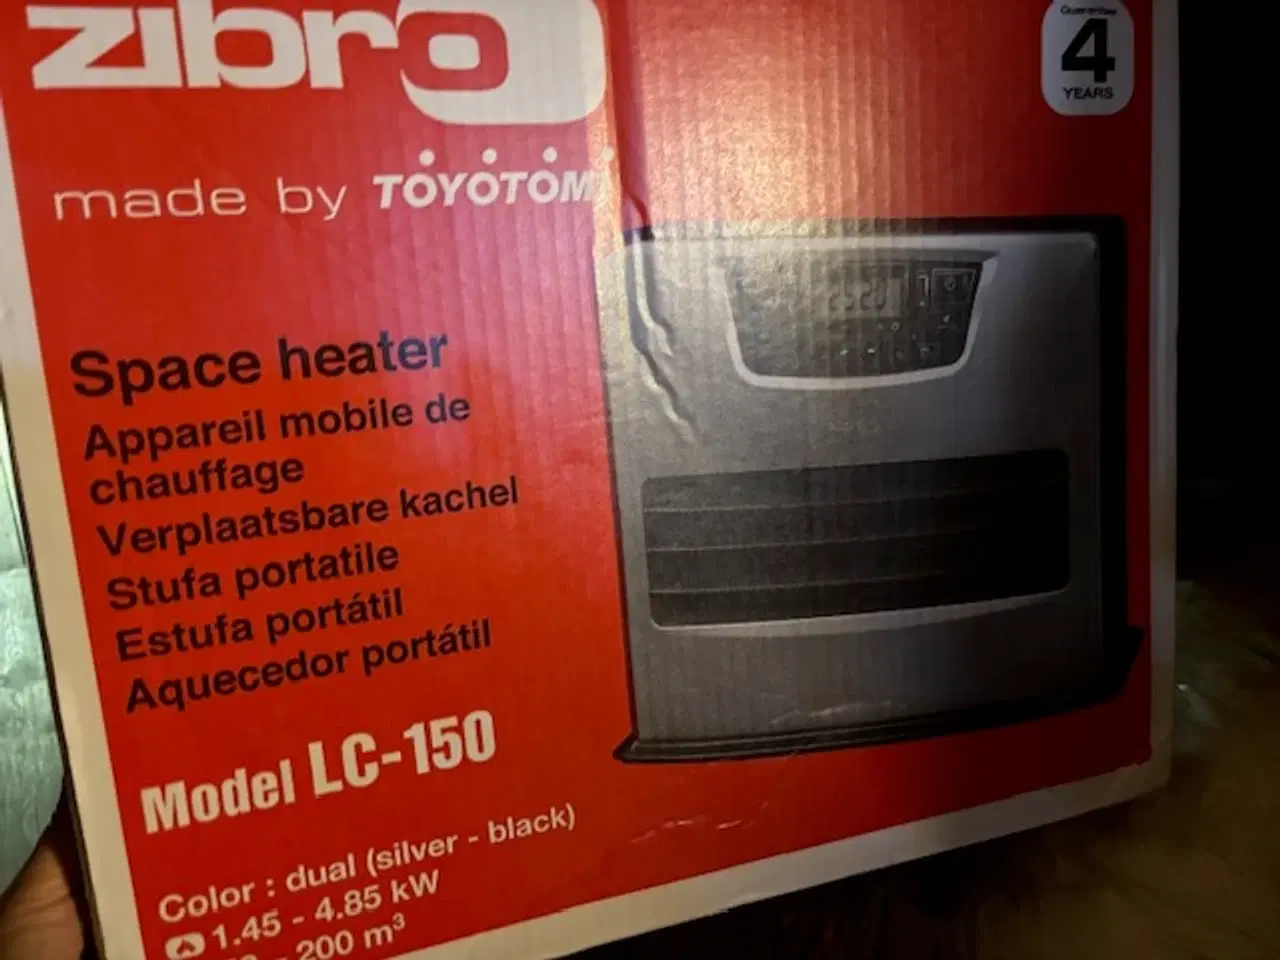 zibro
Guarantee
4
YEARS
made by TOYOTOMI
Space heater
Appareil mobile de
chauffage
Verplaatsbare kachel
Stufa portatile
Estufa portátil
Aquecedor portátil
Model LC-150
Color : dual (silver - black)
1.45 - 4.85 kW
- 200 m³